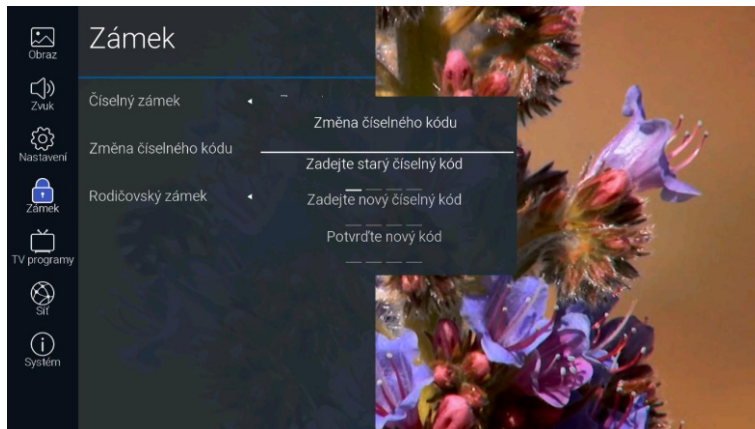 Zámek
Obraz
Zvuk
Nastavení
Zámek
TV programy
Síť
Systém
Číselný zámek
Změna číselného kódu
Rodičovský zámek
Změna číselného kódu
Zadejte starý číselný kód
Zadejte nový číselný kód
Potvrďte nový kód